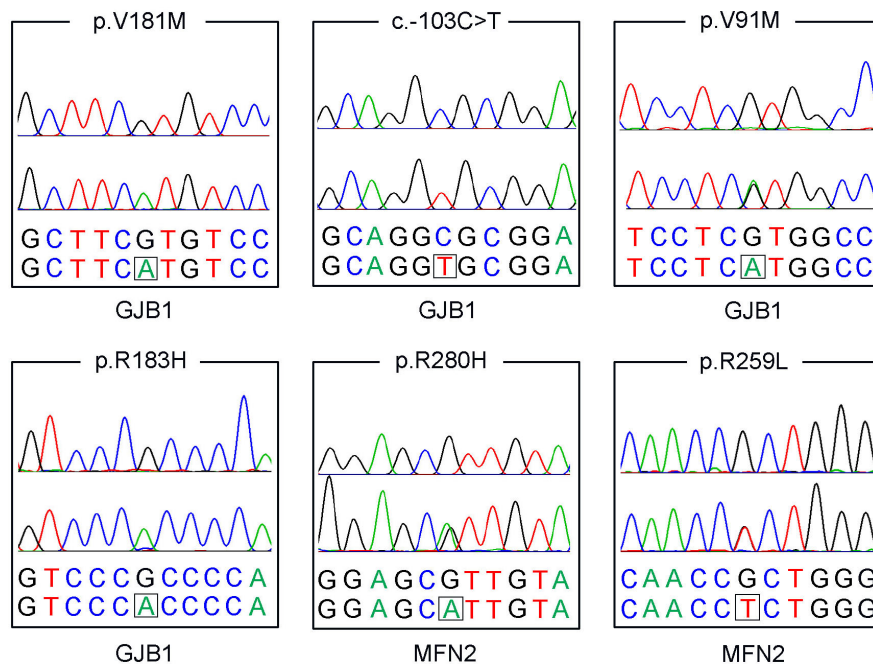 p.V181M
GCTTCGTGTCC
GCTTCATGTCC
GJB1
c.-103C>T
GCAGGCGCGGA
GCAGGTGCGGA
GJB1
p.V91M
TCCTCGTGGCC
TCCTCATGGCC
GJB1
p.R183H
GTCCCGCCCCA
GTCCCACCCCA
GJB1
p.R280H
GGAGCGTTGTA
GGAGCATTGTA
MFN2
p.R259L
CAACCGCTGGG
CAACCTCTGGG
MFN2